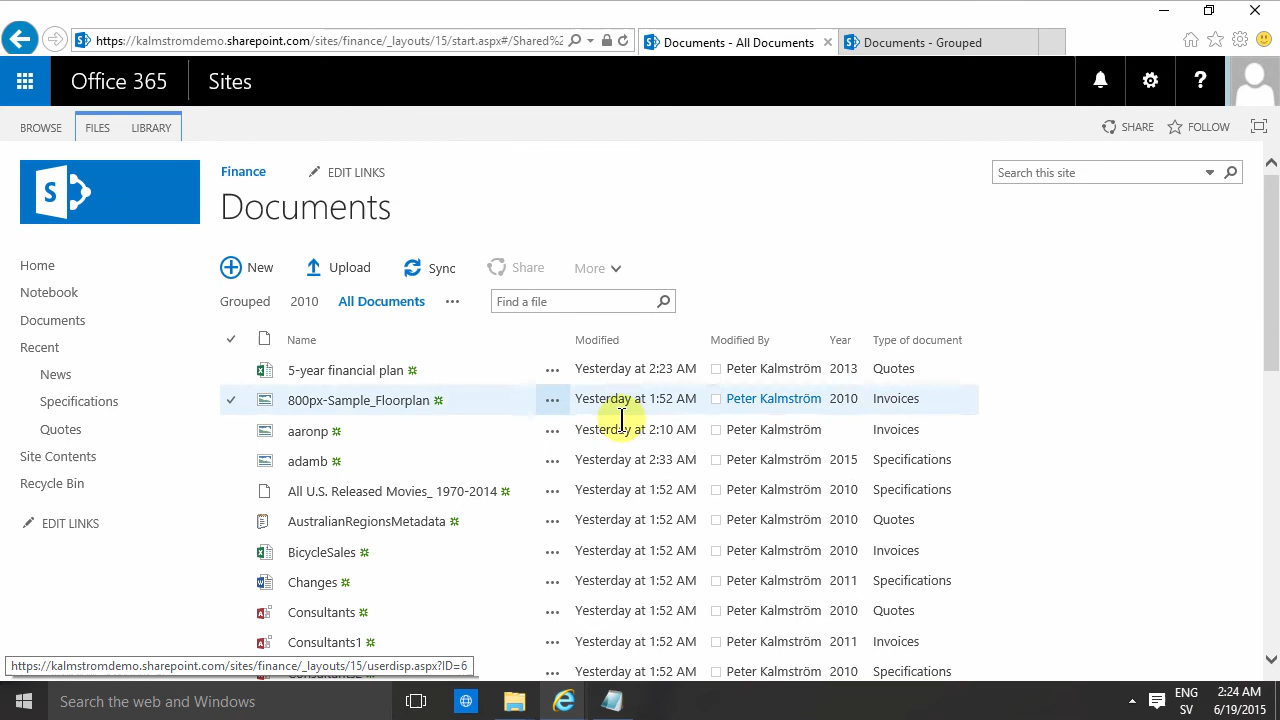 https://kalmstromdemo.sharepoint.com/sites/finance/_layouts/15/start.aspx#/Shared%2 Documents - All Documents Documents - Grouped
Office 365 Sites
BROWSE FILES LIBRARY SHARE FOLLOW
Finance EDIT LINKS Search this site
Documents
Home
Notebook
Documents
Recent
News
Specifications
Quotes
Site Contents
Recycle Bin
EDIT LINKS
New Upload Sync Share More
Grouped 2010 All Documents ... Find a file
Name Modified Modified By Year Type of document
5-year financial plan ... Yesterday at 2:23 AM Peter Kalmström 2013 Quotes
800px-Sample_Floorplan ... Yesterday at 1:52 AM Peter Kalmström 2010 Invoices
aaronp ... Yesterday at 2:10 AM Peter Kalmström Invoices
adamb ... Yesterday at 2:33 AM Peter Kalmström 2015 Specifications
All U.S. Released Movies_ 1970-2014 ... Yesterday at 1:52 AM Peter Kalmström 2010 Specifications
AustralianRegionsMetadata ... Yesterday at 1:52 AM Peter Kalmström 2010 Quotes
BicycleSales ... Yesterday at 1:52 AM Peter Kalmström 2010 Invoices
Changes ... Yesterday at 1:52 AM Peter Kalmström 2011 Specifications
Consultants ... Yesterday at 1:52 AM Peter Kalmström 2010 Quotes
Consultants1 ... Yesterday at 1:52 AM Peter Kalmström 2011 Invoices
... Yesterday at 1:52 AM Peter Kalmström 2010 Specifications
https://kalmstromdemo.sharepoint.com/sites/finance/_layouts/15/userdisp.aspx?ID=6
Search the web and Windows
ENG
SV
2:24 AM
6/19/2015